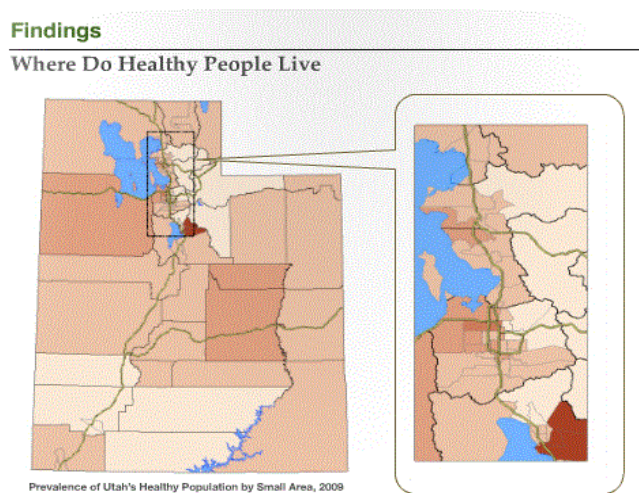 Findings
Where Do Healthy People Live
Prevalence of Utah's Healthy Population by Small Area, 2009